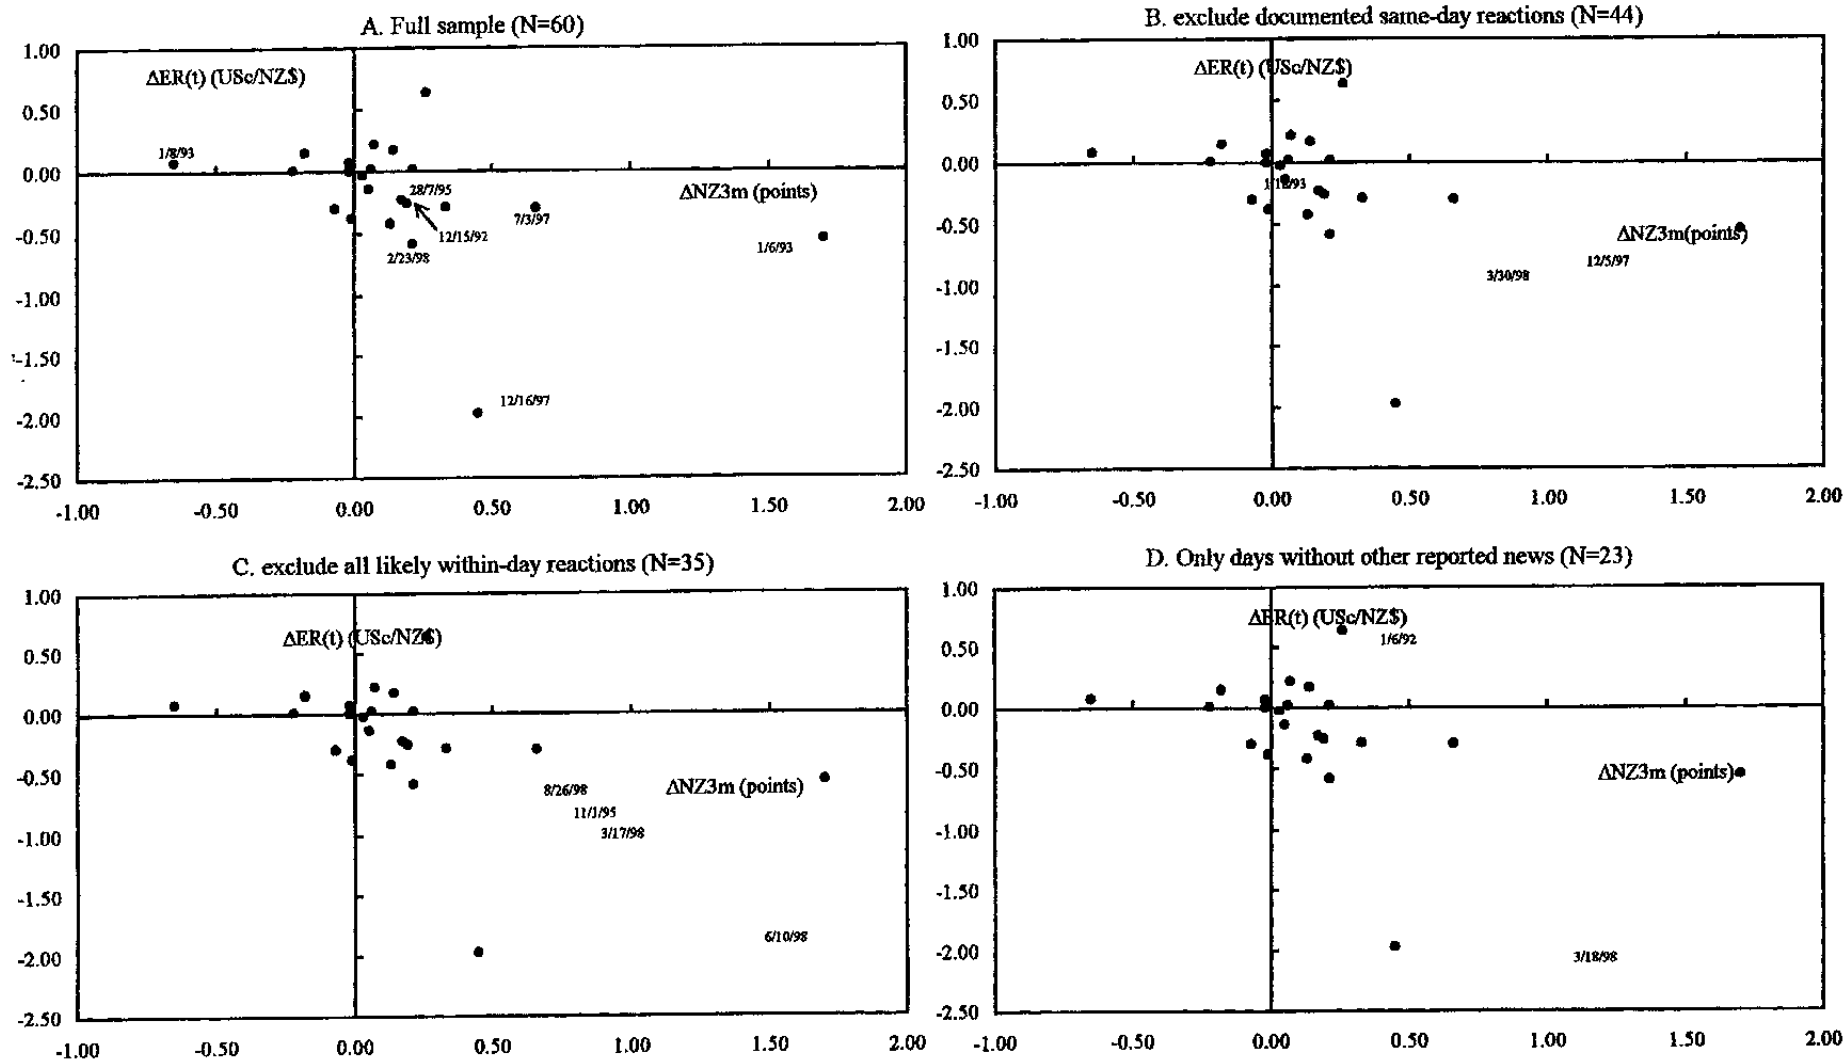 A. Full sample (N=60)
1.00
0.50
0.00
-0.50
-1.00
-1.50
-2.00
-2.50
ΔER(t) (USc/NZ$)
1/8/93
28/7/95
ΔNZ3m (points)
7/3/97
12/15/92
1/6/93
2/23/98
12/16/97
-1.00 -0.50 0.00 0.50 1.00 1.50 2.00
B. exclude documented same-day reactions (N=44)
1.00
0.50
0.00
-0.50
-1.00
-1.50
-2.00
-2.50
ΔER(t) (USc/NZ$)
ΔNZ3m(points)
12/5/97
3/30/98
-1.00 -0.50 0.00 0.50 1.00 1.50 2.00
C. exclude all likely within-day reactions (N=35)
1.00
0.50
0.00
-0.50
-1.00
-1.50
-2.00
-2.50
ΔER(t) (USc/NZ$)
ΔNZ3m (points)
8/26/98
11/1/95
3/17/98
6/10/98
-1.00 -0.50 0.00 0.50 1.00 1.50 2.00
D. Only days without other reported news (N=23)
1.00
0.50
0.00
-0.50
-1.00
-1.50
-2.00
-2.50
ΔER(t) (USc/NZ$)
1/6/92
ΔNZ3m (points)
3/18/98
-1.00 -0.50 0.00 0.50 1.00 1.50 2.00